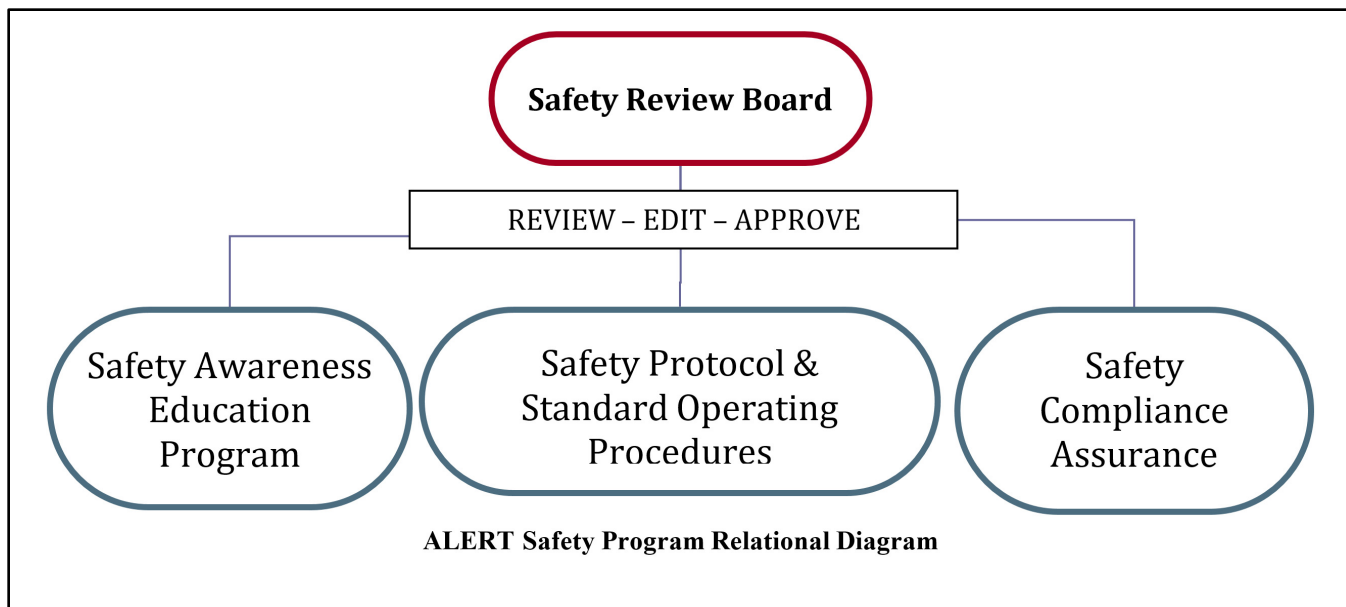 Safety Review Board
REVIEW – EDIT – APPROVE
Safety Awareness
Education
Program
Safety Protocol &
Standard Operating
Procedures
Safety
Compliance
Assurance
ALERT Safety Program Relational Diagram